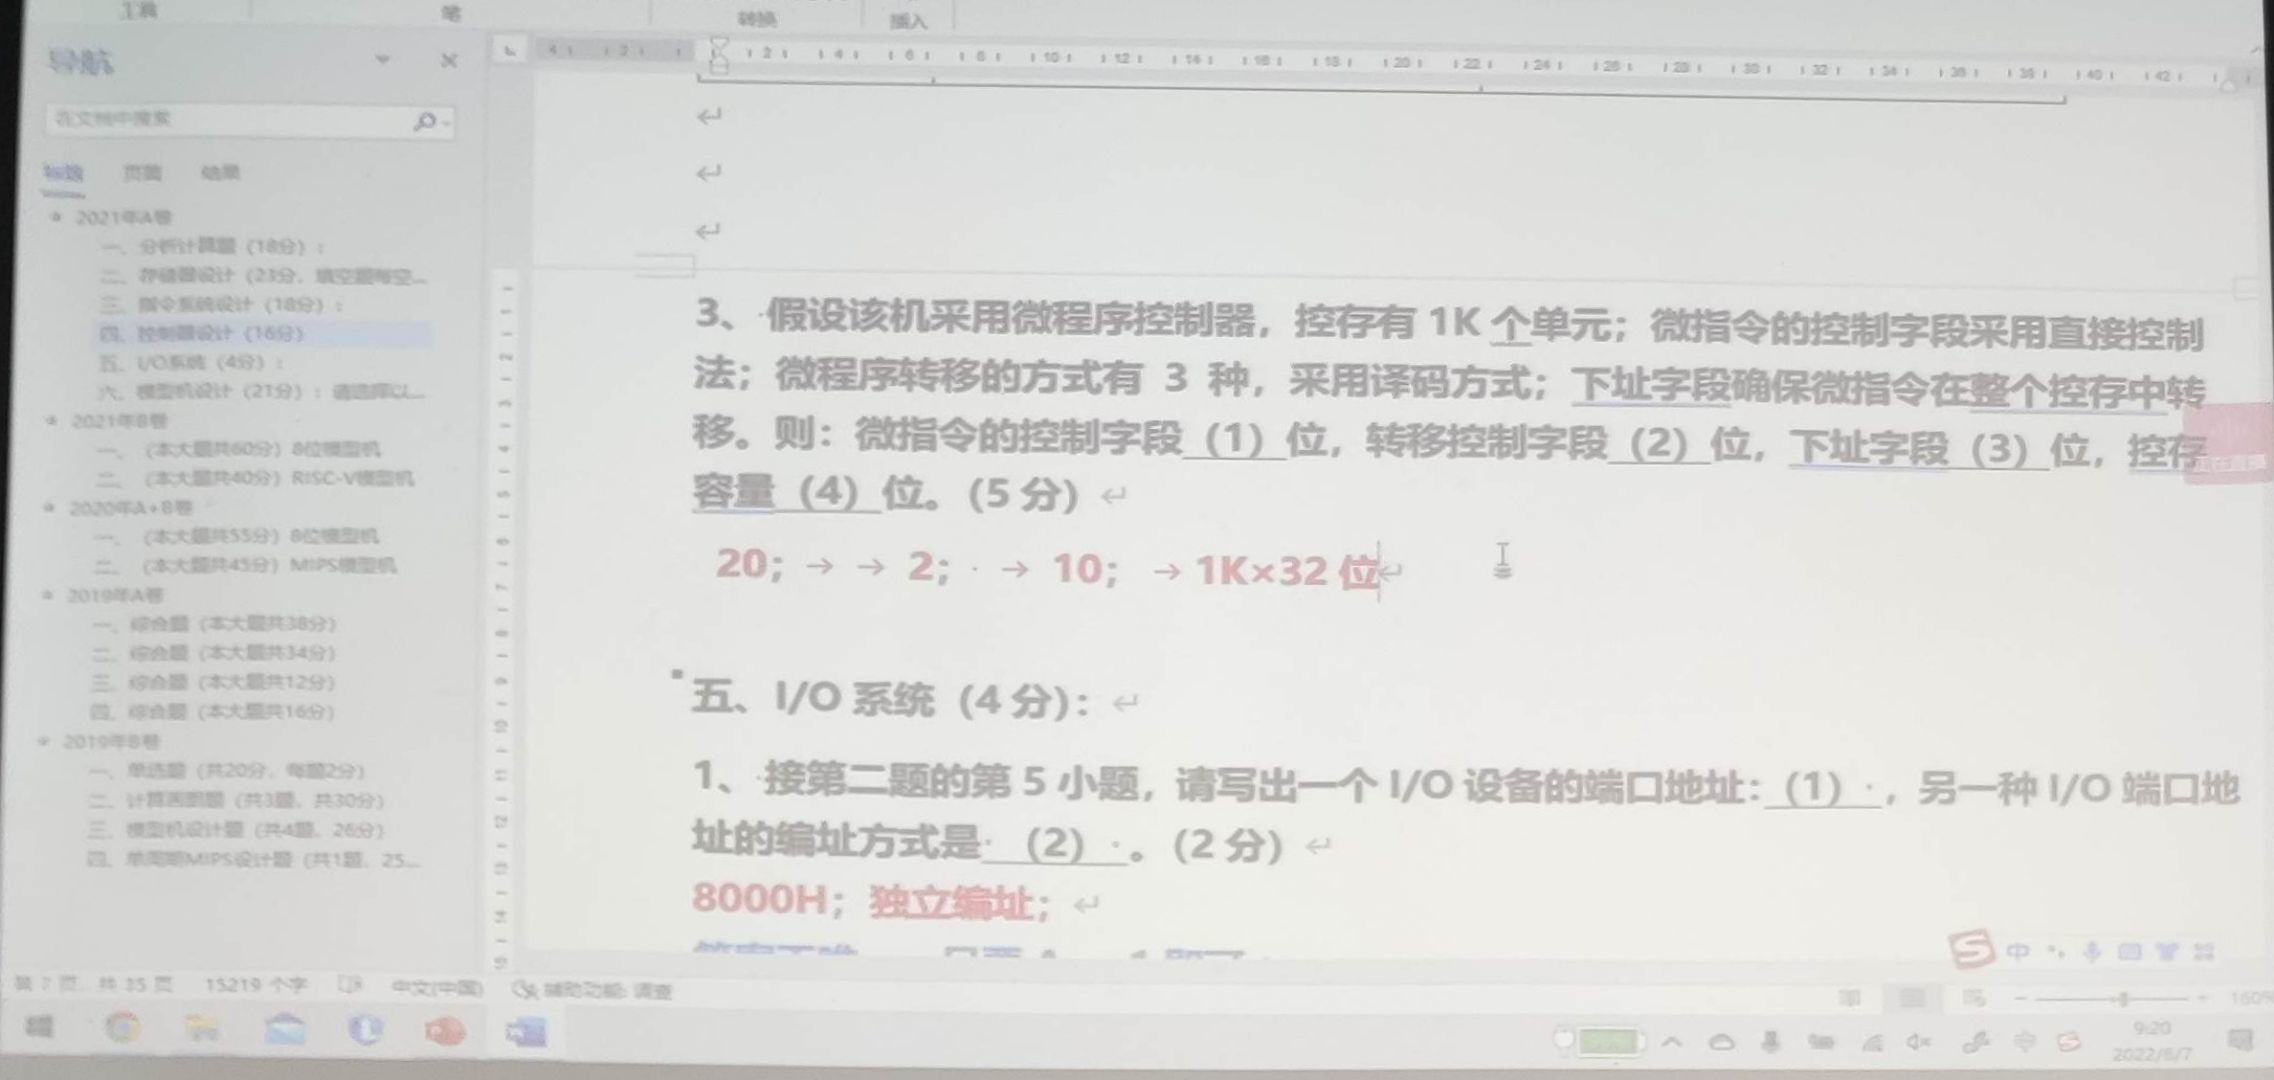 工具
笔
转换
插入
导航
在文档中搜索
标题 页面 结果
2021年A卷
一、分析计算题（18分）：
二、存储器设计（23分，填空题每空...
三、指令系统设计（18分）：
四、控制器设计（16分）
五、I/O系统（4分）：
六、模型机设计（21分）：请选择以...
2021年B卷
一、（本大题共60分）8位模型机
二、（本大题共40分）RISC-V模型机
2020年A+B卷
一、（本大题共55分）8位模型机
二、（本大题共45分）MIPS模型机
2019年A卷
一、综合题（本大题共38分）
二、综合题（本大题共34分）
三、综合题（本大题共12分）
四、综合题（本大题共16分）
2019年B卷
一、单选题（共20分，每题2分）
二、计算画图题（共3题，共30分）
三、模型机设计题（共4题，26分）
四、单周期MIPS设计题（共1题，25...
3、假设该机采用微程序控制器，控存有 1K 个单元；微指令的控制字段采用直接控制
法；微程序转移的方式有 3 种，采用译码方式；下址字段确保微指令在整个控存中转
移。则：微指令的控制字段（1）位，转移控制字段（2）位，下址字段（3）位，控存
容量（4）位。（5 分）
20; → → 2; → 10; → 1K×32 位
五、I/O 系统（4 分）：
1、接第二题的第 5 小题，请写出一个 I/O 设备的端口地址：（1），另一种 I/O 端口地
址的编址方式是（2）。（2 分）
8000H；独立编址；
第 7 页，共 35 页 15219 个字 中文(中国) 辅助功能: 调查
中
160%
9:20
2022/6/7